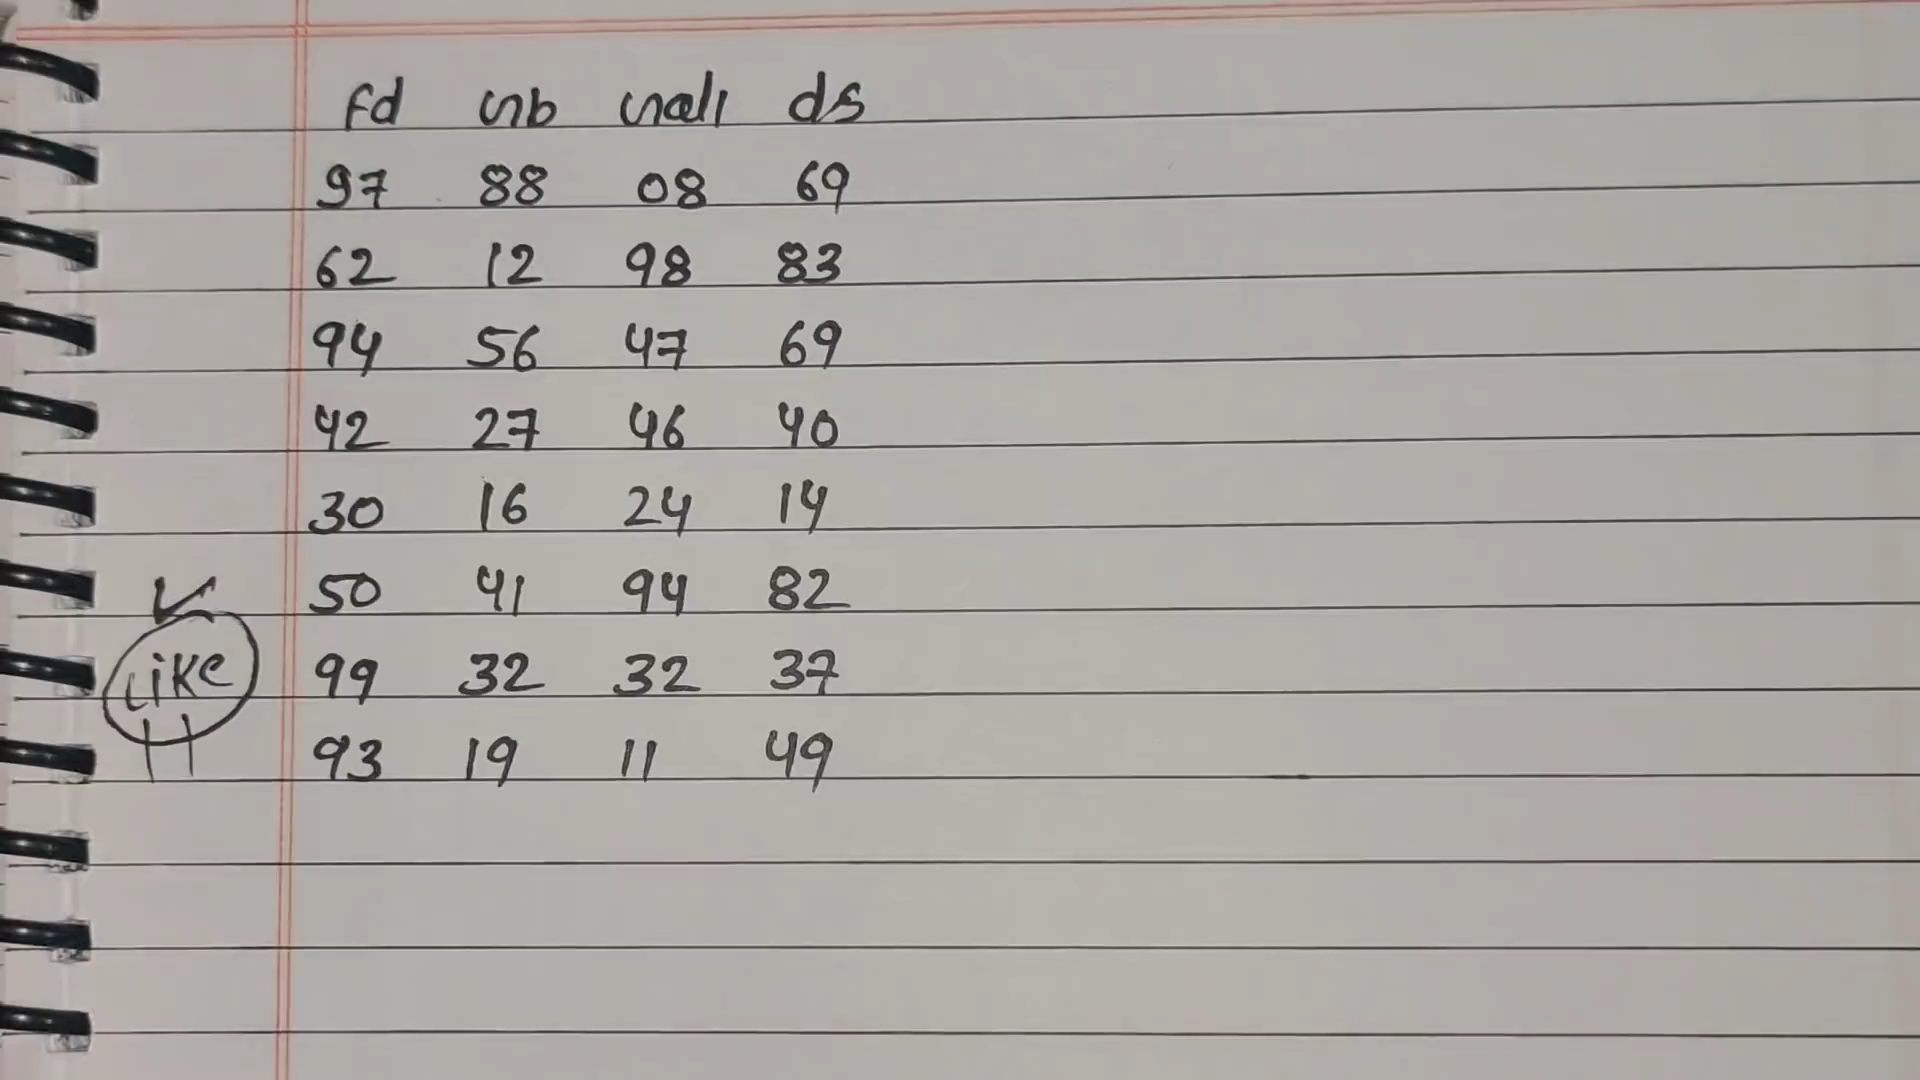 fd gb gali ds
97 88 08 69
62 12 98 83
94 56 47 69
42 27 46 40
30 16 24 14
50 41 94 82
Like
99 32 32 37
93 19 11 49